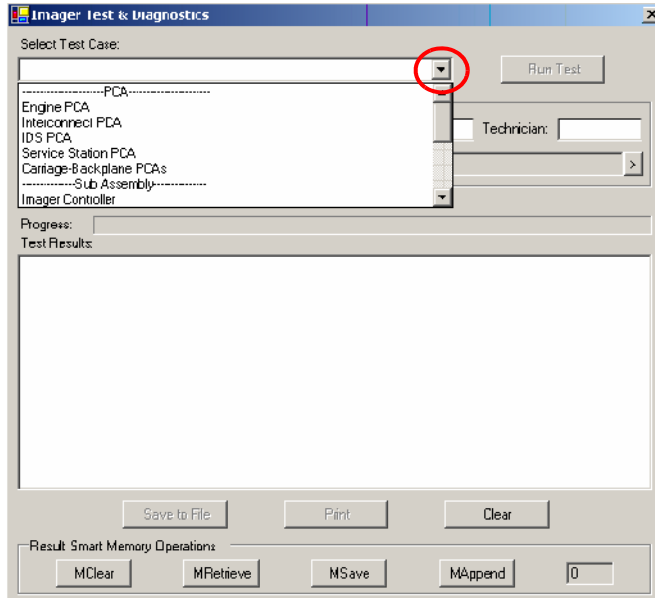 Imager Test & Diagnostics
Select Test Case:
Run Test
---------------------PCA---------------------
Engine PCA
Interconnect PCA
IDS PCA
Service Station PCA
Carriage-Backplane PCAs
--------------Sub Assembly--------------
Imager Controller
Technician:
>
Progress:
Test Results:
Save to File
Print
Clear
Result Smart Memory Operations
MClear
MRetrieve
MSave
MAppend
0